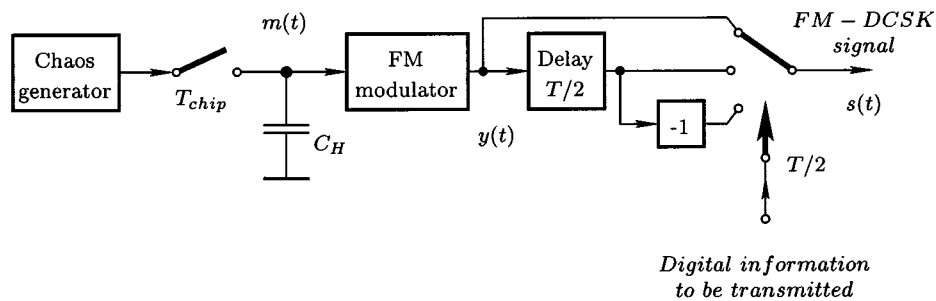 Chaos
generator
T_chip
m(t)
C_H
FM
modulator
y(t)
Delay
T/2
-1
FM – DCSK
signal
s(t)
T/2
Digital information
to be transmitted